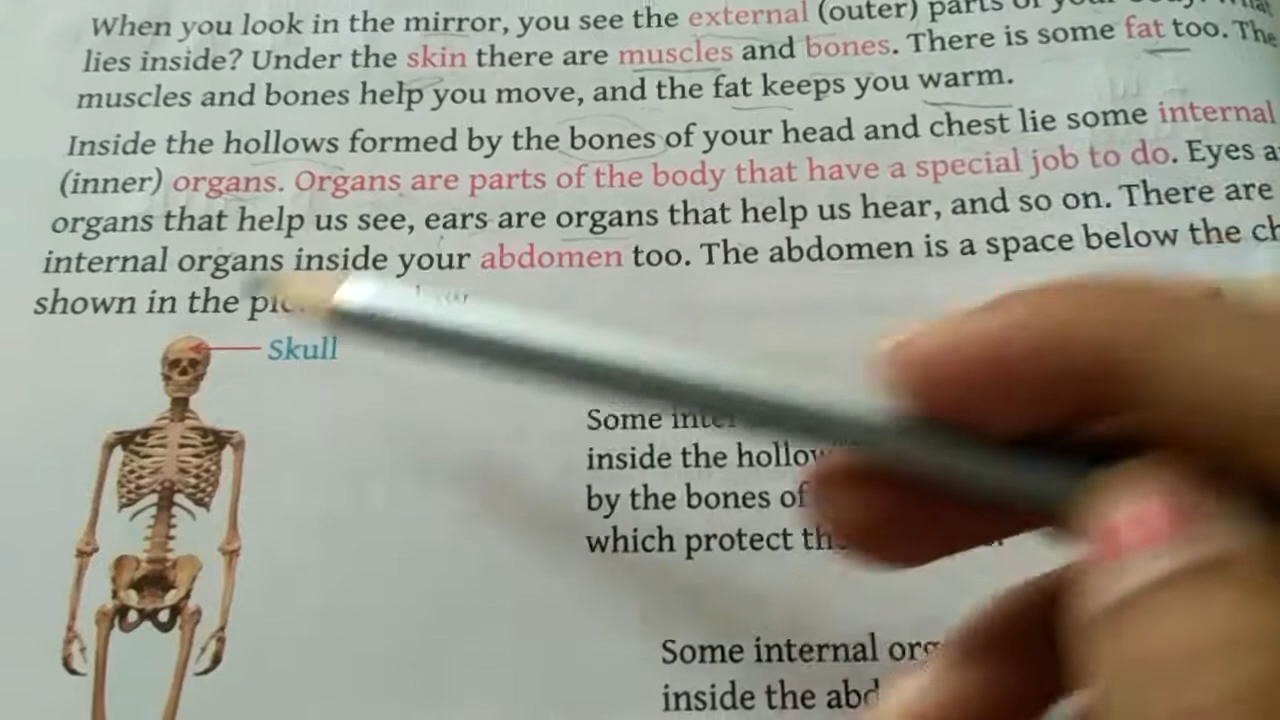 When you look in the mirror, you see the external (outer) parts of your body. What
lies inside? Under the skin there are muscles and bones. There is some fat too. The
muscles and bones help you move, and the fat keeps you warm.
Inside the hollows formed by the bones of your head and chest lie some internal
(inner) organs. Organs are parts of the body that have a special job to do. Eyes
organs that help us see, ears are organs that help us hear, and so on. There are
internal organs inside your abdomen too. The abdomen is a space below the
shown in the
Skull
Some
inside the
by the bones of
which protect
Some internal
inside the